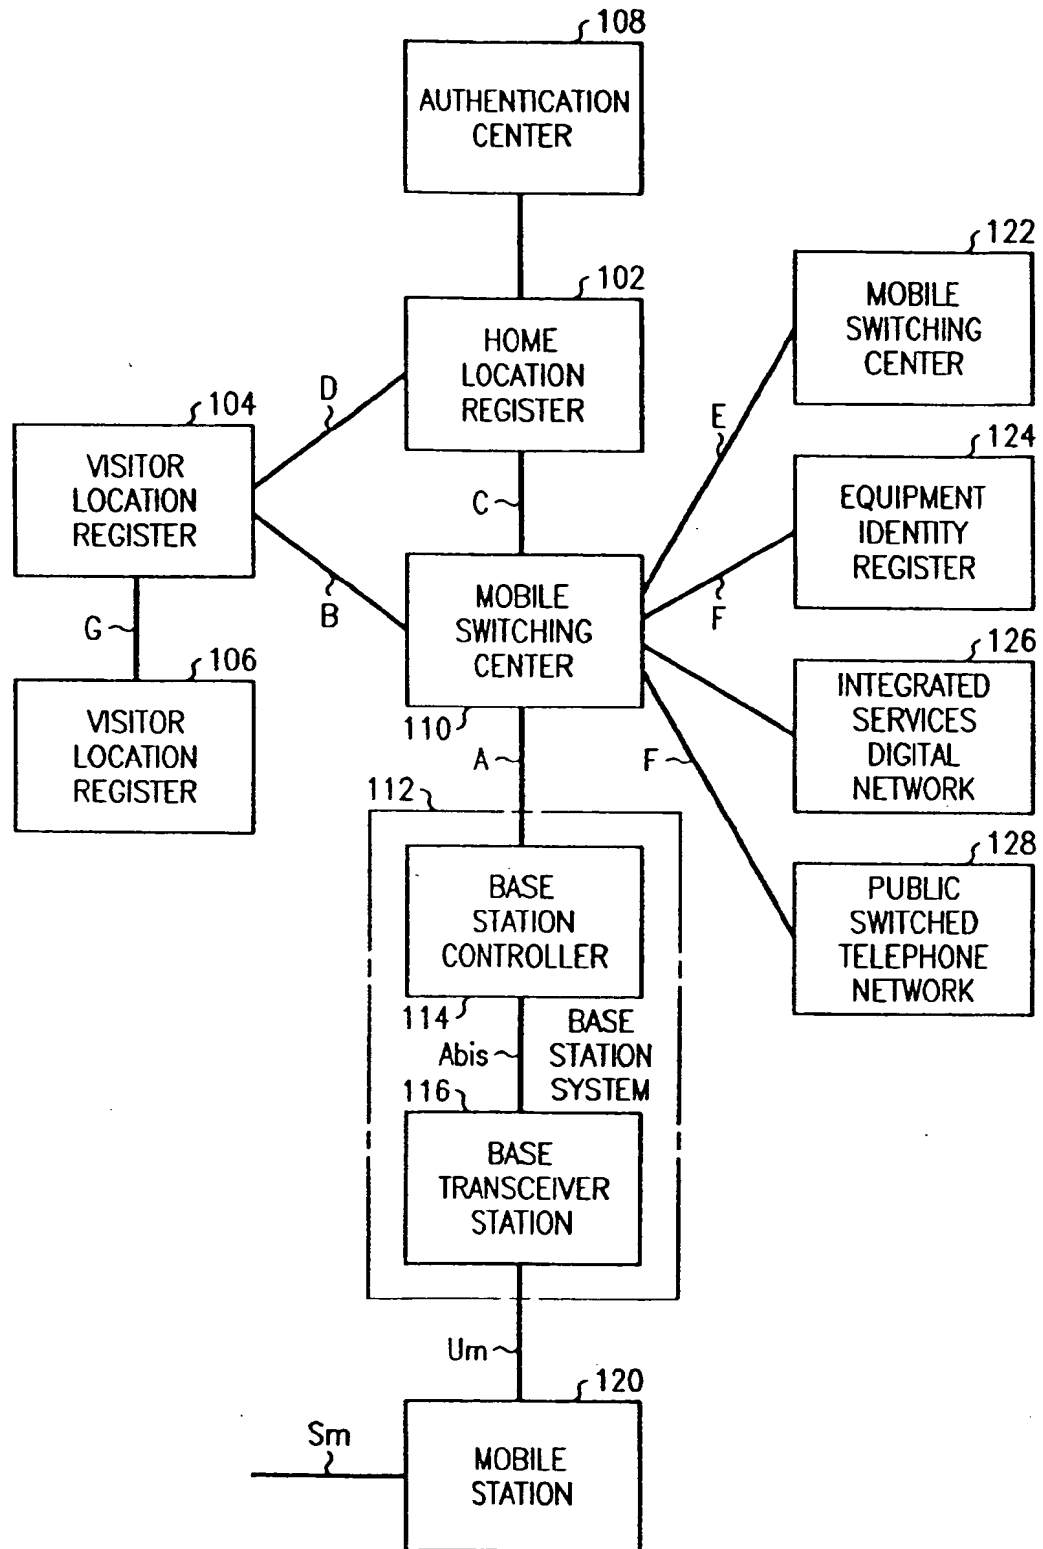 108
AUTHENTICATION
CENTER
102
HOME
LOCATION
REGISTER
122
MOBILE
SWITCHING
CENTER
D
104
VISITOR
LOCATION
REGISTER
E
124
EQUIPMENT
IDENTITY
REGISTER
C
B
F
MOBILE
SWITCHING
CENTER
110
G
106
VISITOR
LOCATION
REGISTER
126
INTEGRATED
SERVICES
DIGITAL
NETWORK
A
F
112
128
PUBLIC
SWITCHED
TELEPHONE
NETWORK
BASE
STATION
CONTROLLER
114
BASE
STATION
SYSTEM
Abis
116
BASE
TRANSCEIVER
STATION
Um
120
Sm
MOBILE
STATION